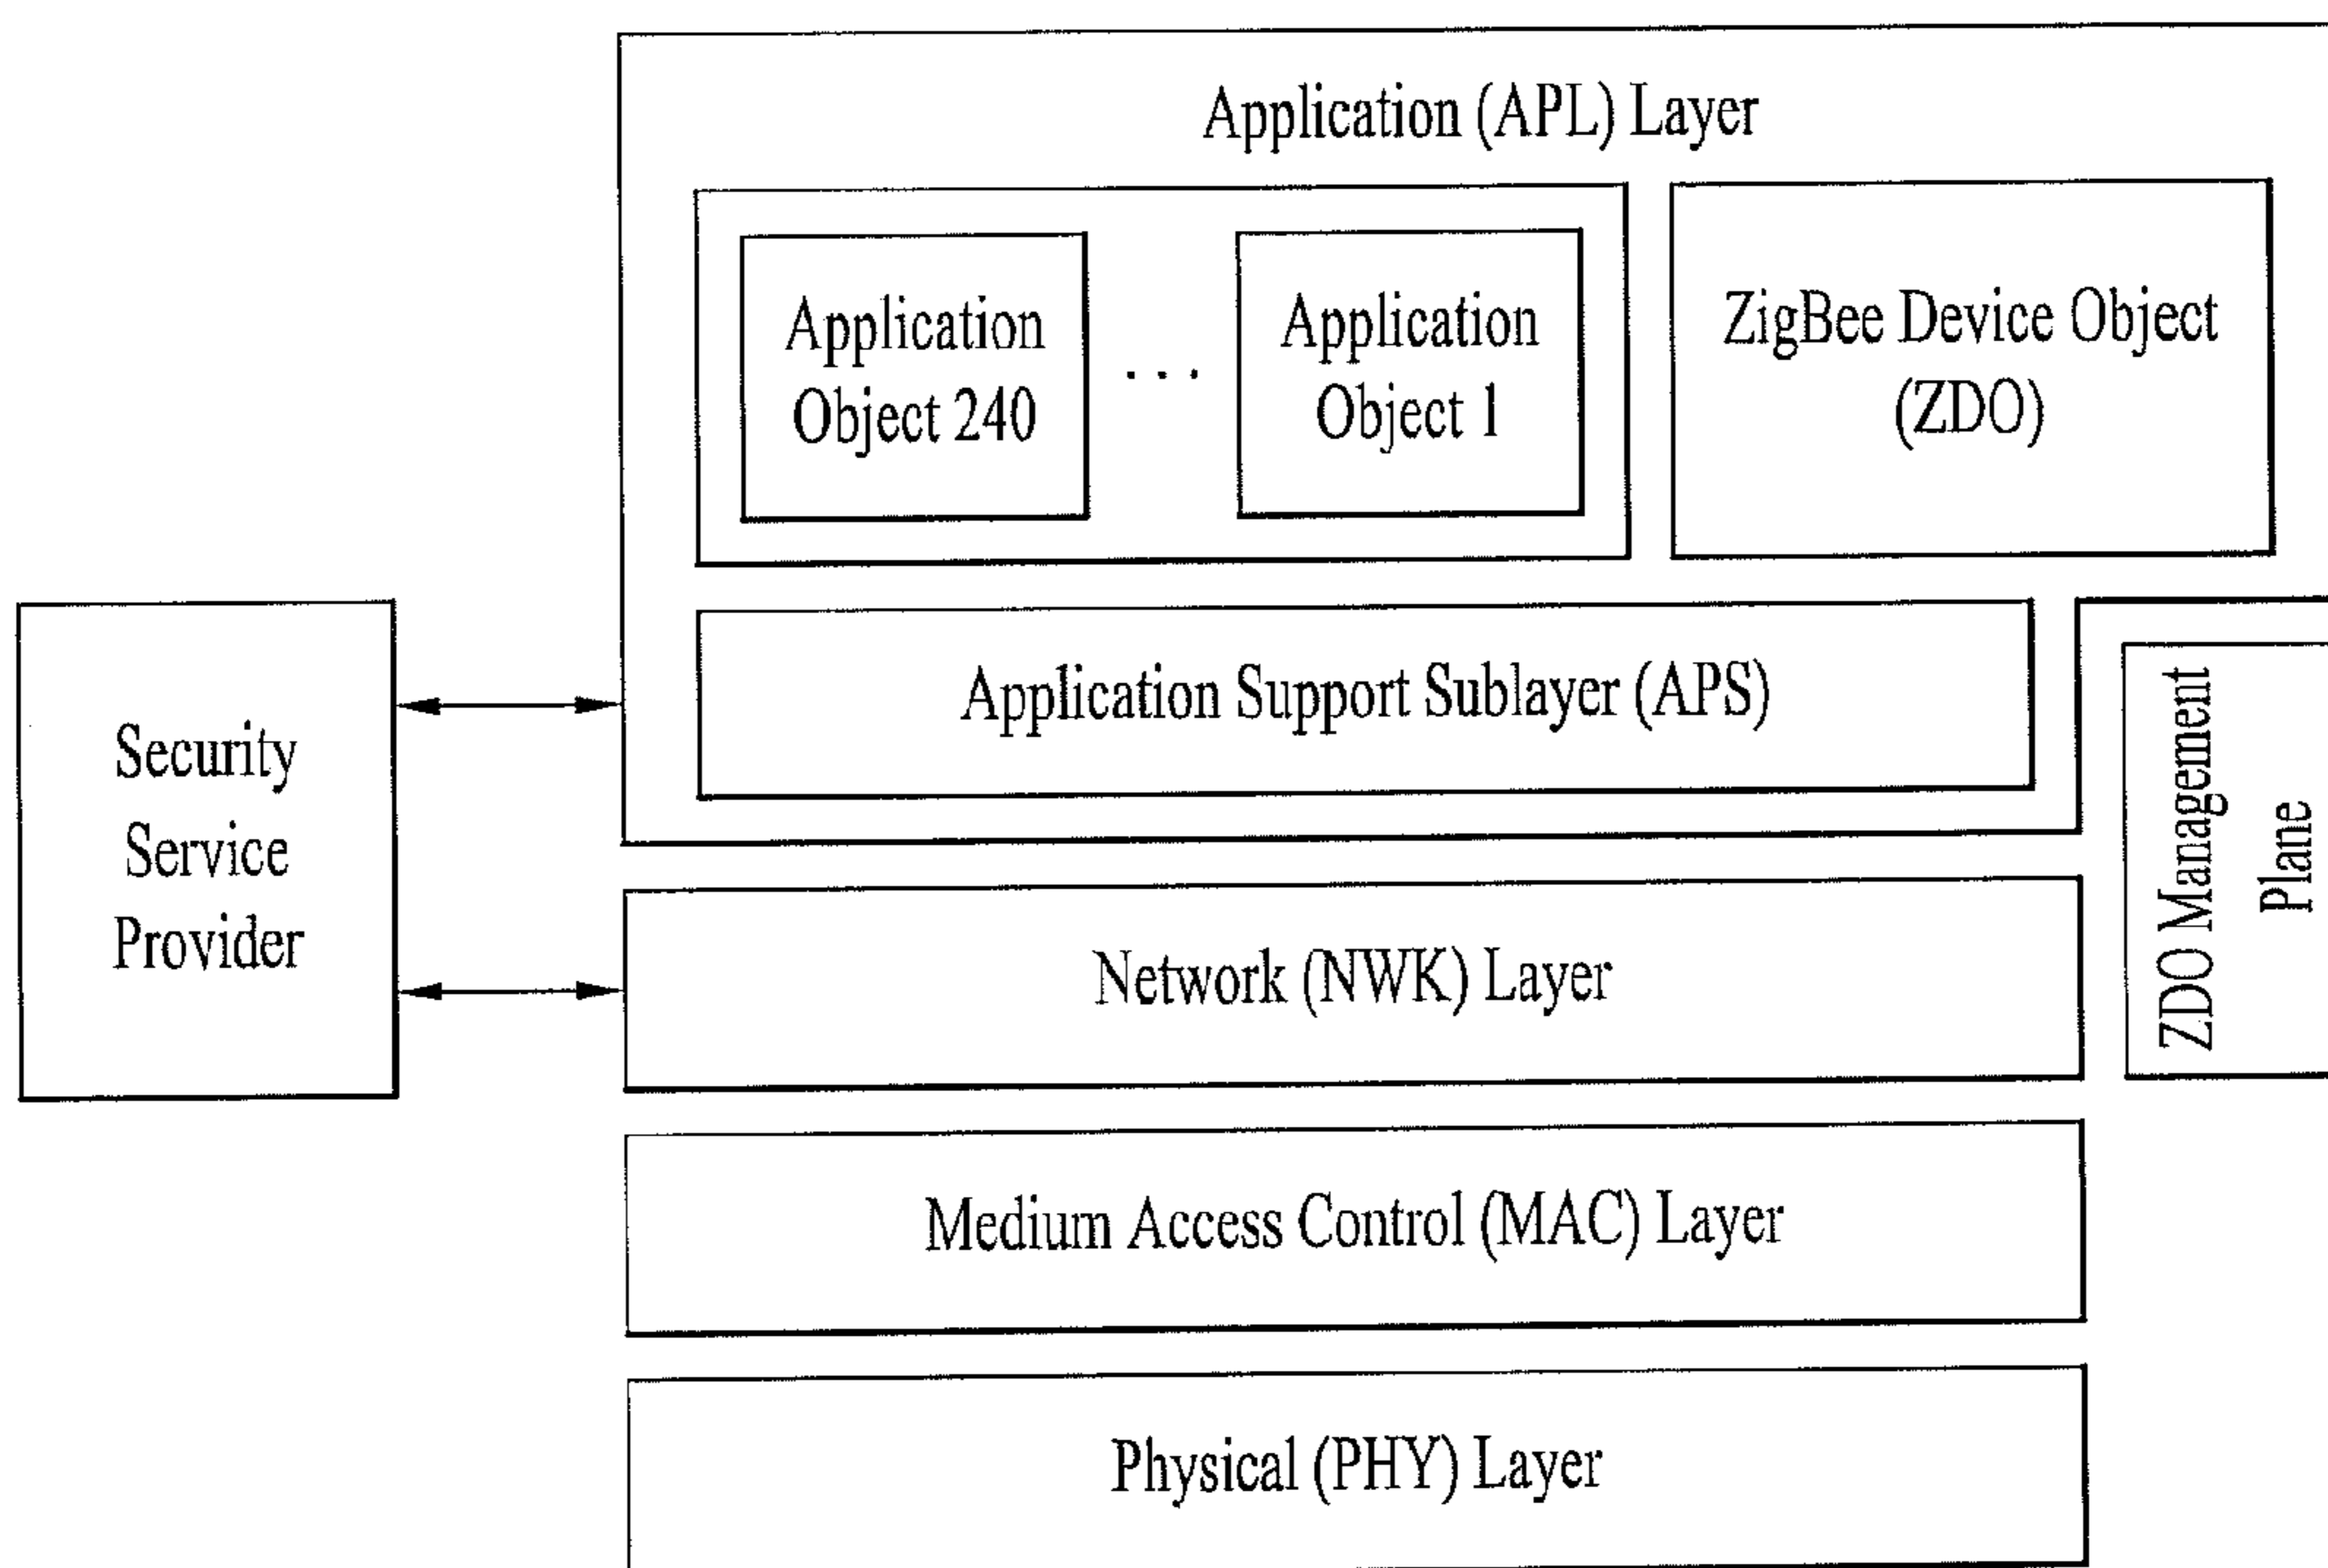 Application (APL) Layer
Application
Object 240
. . .
Application
Object 1
ZigBee Device Object
(ZDO)
Application Support Sublayer (APS)
Security
Service
Provider
ZDO Management
Plane
Network (NWK) Layer
Medium Access Control (MAC) Layer
Physical (PHY) Layer